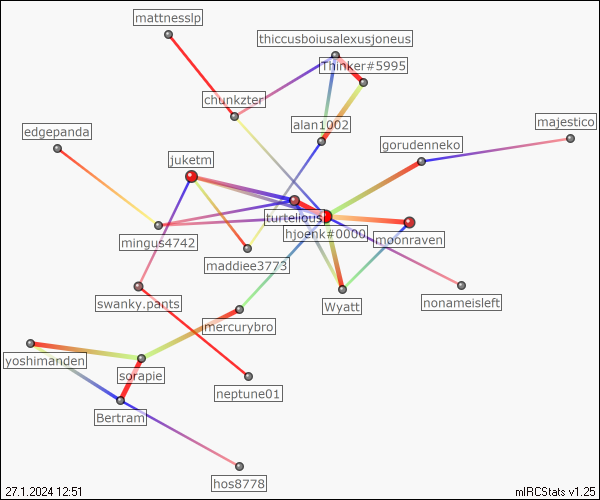 mattnesslp
thiccusboiusalexusjoneus
Thinker#5995
chunkzter
alan1002
majestico
edgepanda
gorudenneko
juketm
turtelious
hjoenk#0000
moonraven
mingus4742
maddiee3773
swanky.pants
nonameisleft
Wyatt
mercurybro
yoshimanden
sorapie
neptune01
Bertram
hos8778
27.1.2024 12:51
mIRCStats v1.25